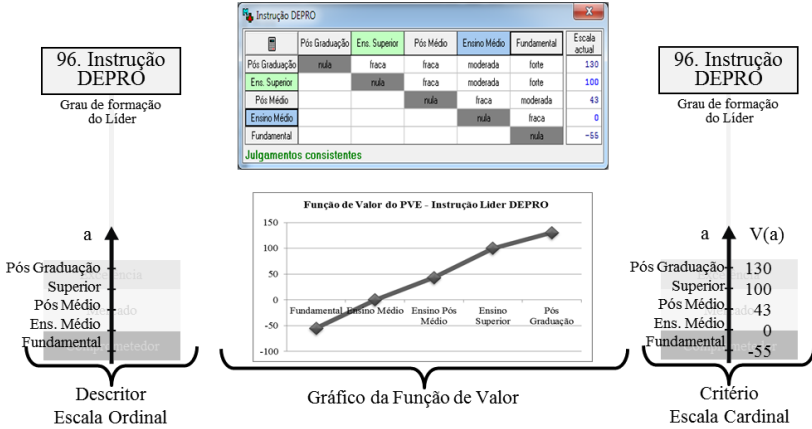 96. Instrução
DEPRO
Grau de formação
do Líder
a
Pós Graduação
Superior
Pós Médio
Ens. Médio
Fundamental
Descritor
Escala Ordinal
Instrução DEPRO
Pós Graduação Ens. Superior Pós Médio Ensino Médio Fundamental Escala actual
Pós Graduação nula fraca fraca moderada forte 130
Ens. Superior nula fraca moderada forte 100
Pós Médio nula fraca moderada 43
Ensino Médio nula fraca 0
Fundamental nula -55
Julgamentos consistentes
Função de Valor do PVE - Instrução Líder DEPRO
150
100
50
0
-50
-100
Fundamental Ensino Médio Ensino Pós Médio Ensino Superior Pós Graduação
Gráfico da Função de Valor
96. Instrução
DEPRO
Grau de formação
do Líder
a V(a)
Pós Graduação 130
Superior 100
Pós Médio 43
Ens. Médio 0
Fundamental -55
Critério
Escala Cardinal